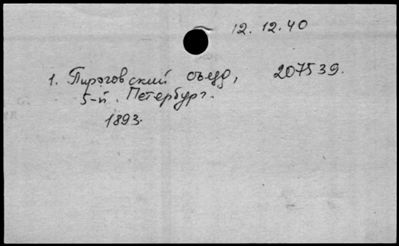 12.12.40
1. Пироговский съезд, 207539.
5-й. Петербург.
1893.